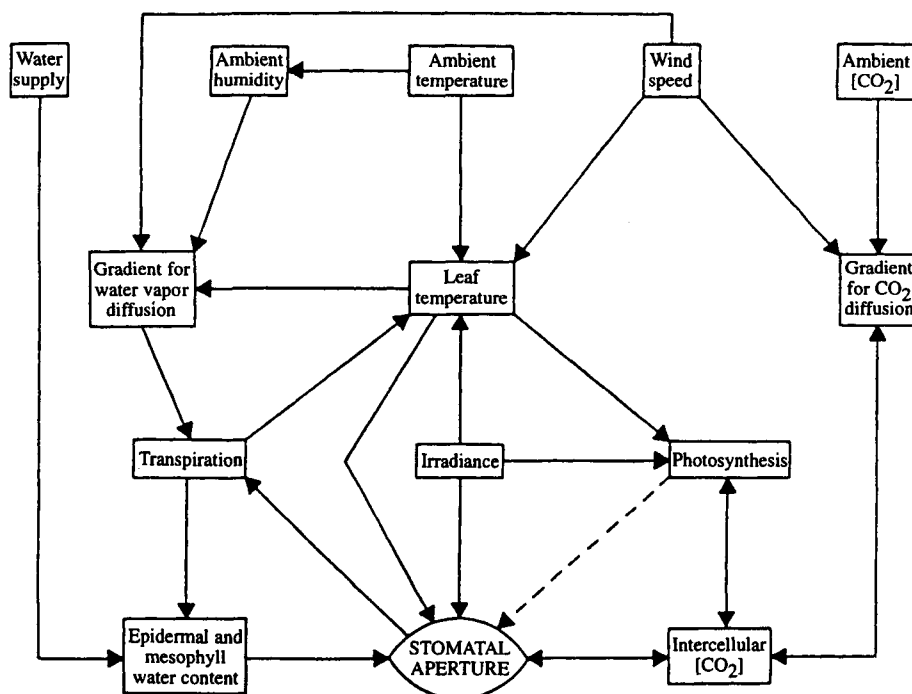 Water
supply
Ambient
humidity
Ambient
temperature
Wind
speed
Ambient
[CO2]
Gradient for
water vapor
diffusion
Leaf
temperature
Gradient
for CO2
diffusion
Transpiration
Irradiance
Photosynthesis
Epidermal and
mesophyll
water content
STOMATAL
APERTURE
Intercellular
[CO2]